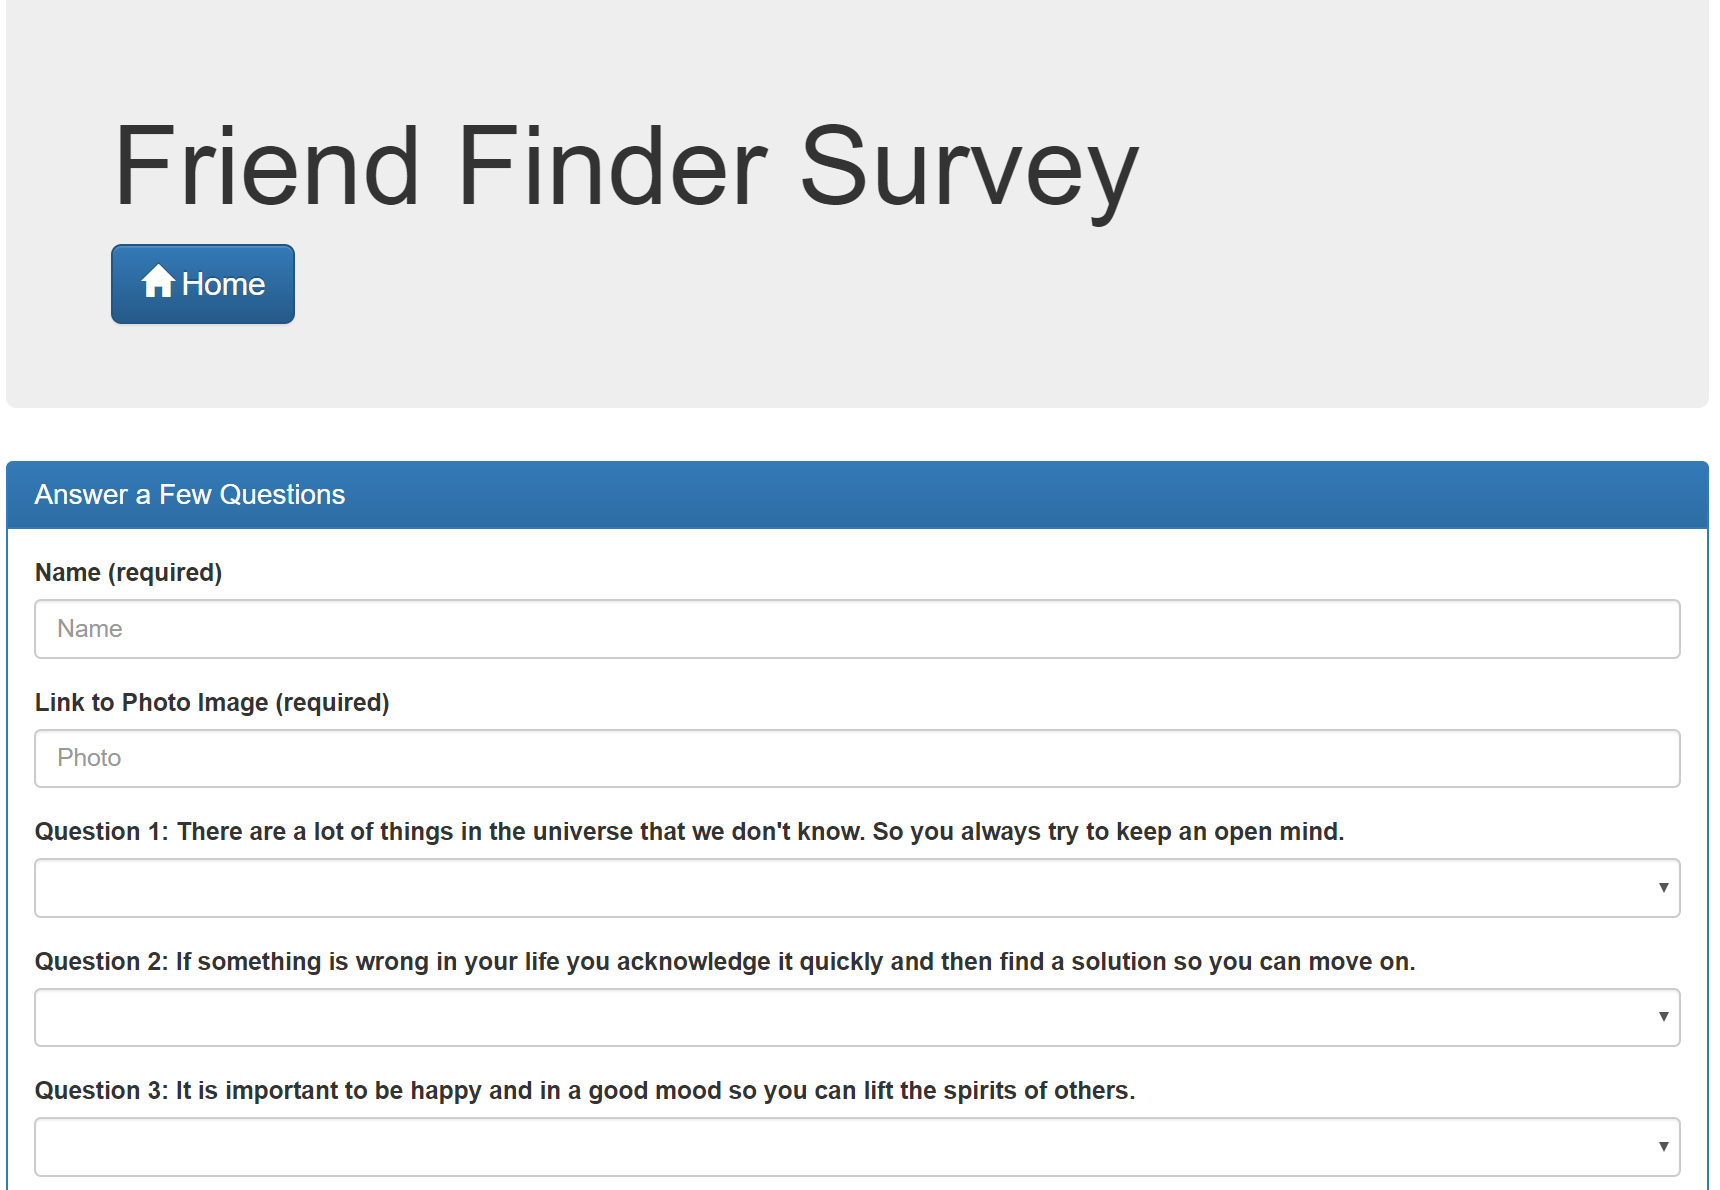 Friend Finder Survey
Home
Answer a Few Questions
Name (required)
Name
Link to Photo Image (required)
Photo
Question 1: There are a lot of things in the universe that we don't know. So you always try to keep an open mind.
Question 2: If something is wrong in your life you acknowledge it quickly and then find a solution so you can move on.
Question 3: It is important to be happy and in a good mood so you can lift the spirits of others.